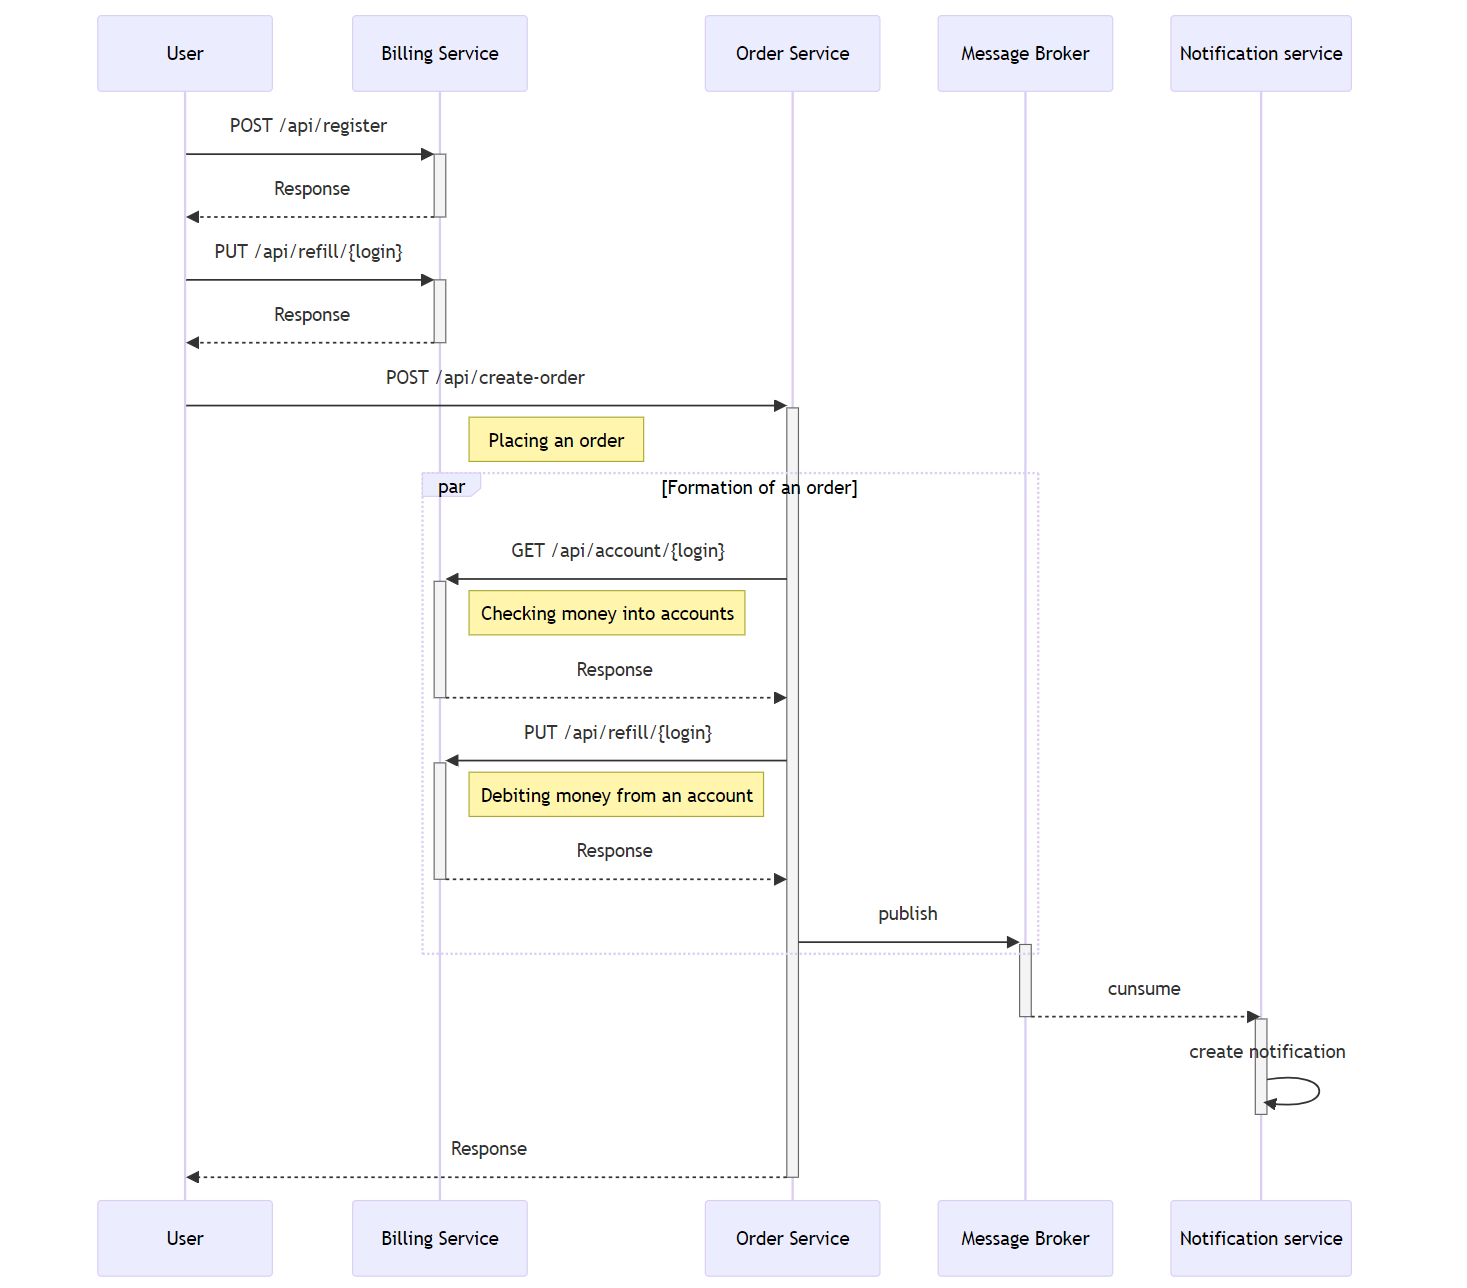 User
Billing Service
Order Service
Message Broker
Notification service
POST /api/register
Response
PUT /api/refill/{login}
Response
POST /api/create-order
Placing an order
par
[Formation of an order]
GET /api/account/{login}
Checking money into accounts
Response
PUT /api/refill/{login}
Debiting money from an account
Response
publish
cunsume
create notification
Response
User
Billing Service
Order Service
Message Broker
Notification service